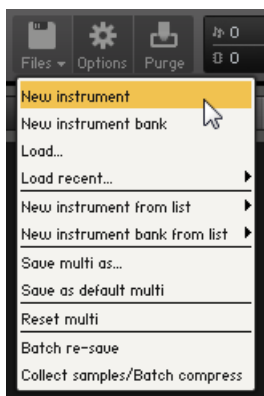 Files Options Purge
0
0
New instrument
New instrument bank
Load...
Load recent...
New instrument from list
New instrument bank from list
Save multi as...
Save as default multi
Reset multi
Batch re-save
Collect samples/Batch compress